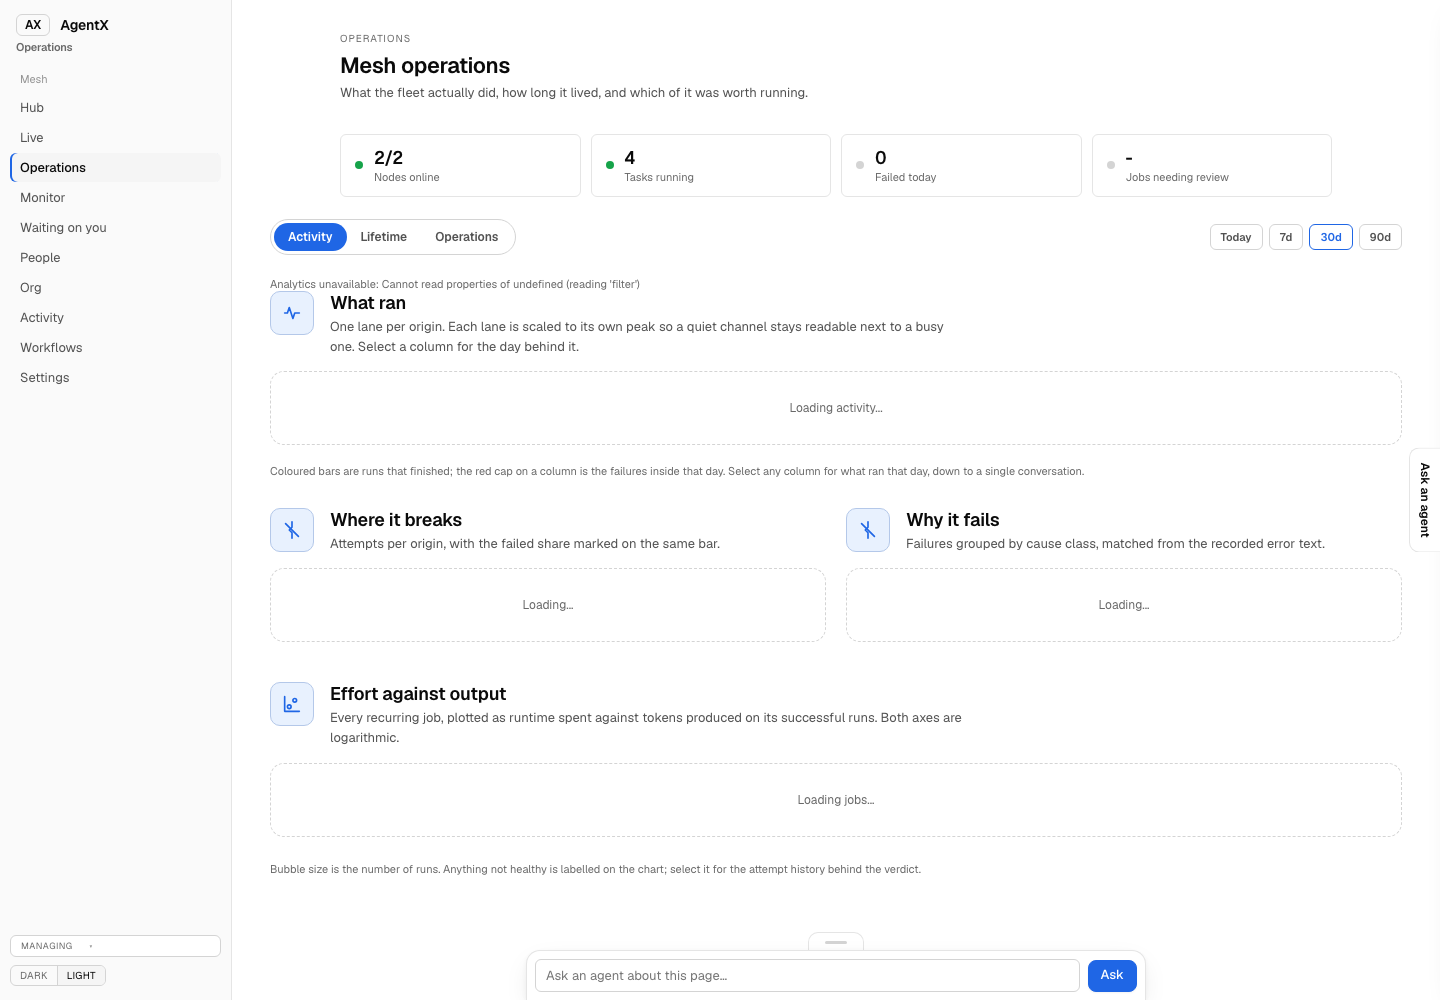 AX AgentX
Operations
Mesh
Hub
Live
Operations
Monitor
Waiting on you
People
Org
Activity
Workflows
Settings
MANAGING
DARK LIGHT
OPERATIONS
Mesh operations
What the fleet actually did, how long it lived, and which of it was worth running.
2/2
Nodes online
4
Tasks running
0
Failed today
-
Jobs needing review
Activity Lifetime Operations
Today 7d 30d 90d
Analytics unavailable: Cannot read properties of undefined (reading 'filter')
What ran
One lane per origin. Each lane is scaled to its own peak so a quiet channel stays readable next to a busy
one. Select a column for the day behind it.
Loading activity...
Coloured bars are runs that finished; the red cap on a column is the failures inside that day. Select any column for what ran that day, down to a single conversation.
Where it breaks
Attempts per origin, with the failed share marked on the same bar.
Loading...
Why it fails
Failures grouped by cause class, matched from the recorded error text.
Loading...
Effort against output
Every recurring job, plotted as runtime spent against tokens produced on its successful runs. Both axes are
logarithmic.
Loading jobs...
Bubble size is the number of runs. Anything not healthy is labelled on the chart; select it for the attempt history behind the verdict.
Ask an agent
Ask an agent about this page...
Ask